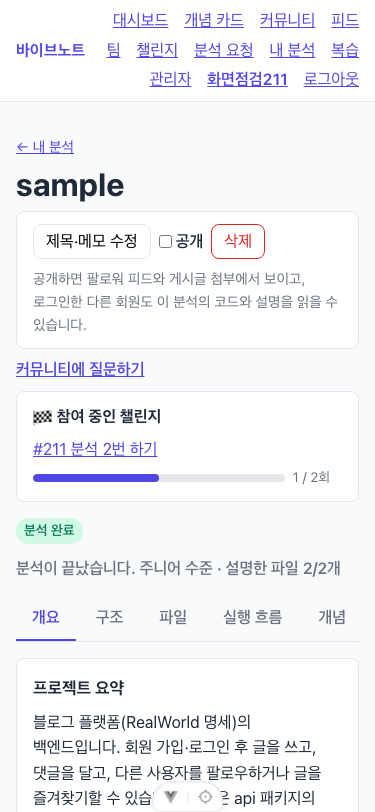 대시보드 개념 카드 커뮤니티 피드
바이브노트 팀 챌린지 분석 요청 내 분석 복습
관리자 화면점검211 로그아웃
← 내 분석
sample
제목·메모 수정 공개 삭제
공개하면 팔로워 피드와 게시글 첨부에서 보이고,
로그인한 다른 회원도 이 분석의 코드와 설명을 읽을 수
있습니다.
커뮤니티에 질문하기
🏁 참여 중인 챌린지
#211 분석 2번 하기
1 / 2회
분석 완료
분석이 끝났습니다. 주니어 수준 · 설명한 파일 2/2개
개요 구조 파일 실행 흐름 개념
프로젝트 요약
블로그 플랫폼(RealWorld 명세)의
백엔드입니다. 회원 가입·로그인 후 글을 쓰고,
댓글을 달고, 다른 사용자를 팔로우하거나 글을
즐겨찾기할 수 있습 api 패키지의